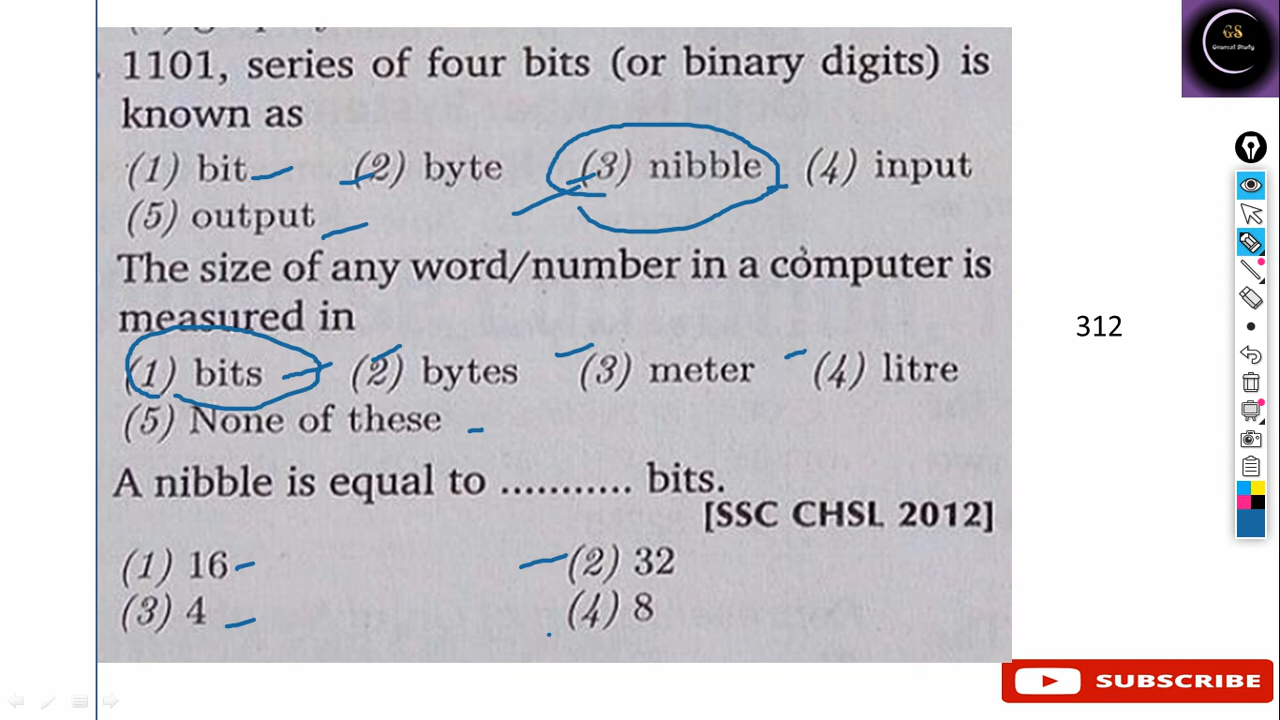 1101, series of four bits (or binary digits) is
known as
(1) bit (2) byte (3) nibble (4) input
(5) output
The size of any word/number in a computer is
measured in
(1) bits (2) bytes (3) meter (4) litre
(5) None of these
A nibble is equal to ........... bits.
[SSC CHSL 2012]
(1) 16 (2) 32
(3) 4 (4) 8
312
GS
General Study
SUBSCRIBE